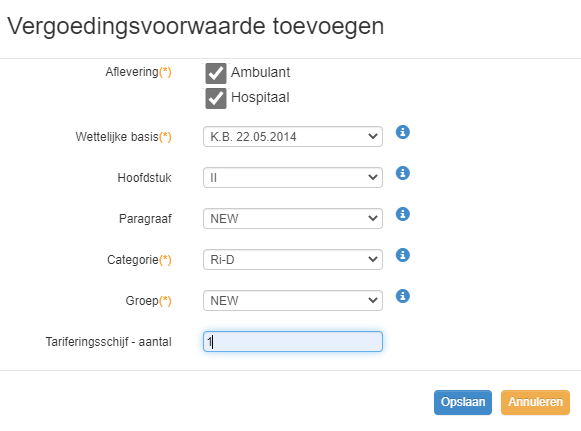 Vergoedingsvoorwaarde toevoegen
Aflevering(*) Ambulant
Hospitaal
Wettelijke basis(*) K.B. 22.05.2014
Hoofdstuk II
Paragraaf NEW
Categorie(*) Ri-D
Groep(*) NEW
Tariferingsschijf - aantal 1
Opslaan Annuleren